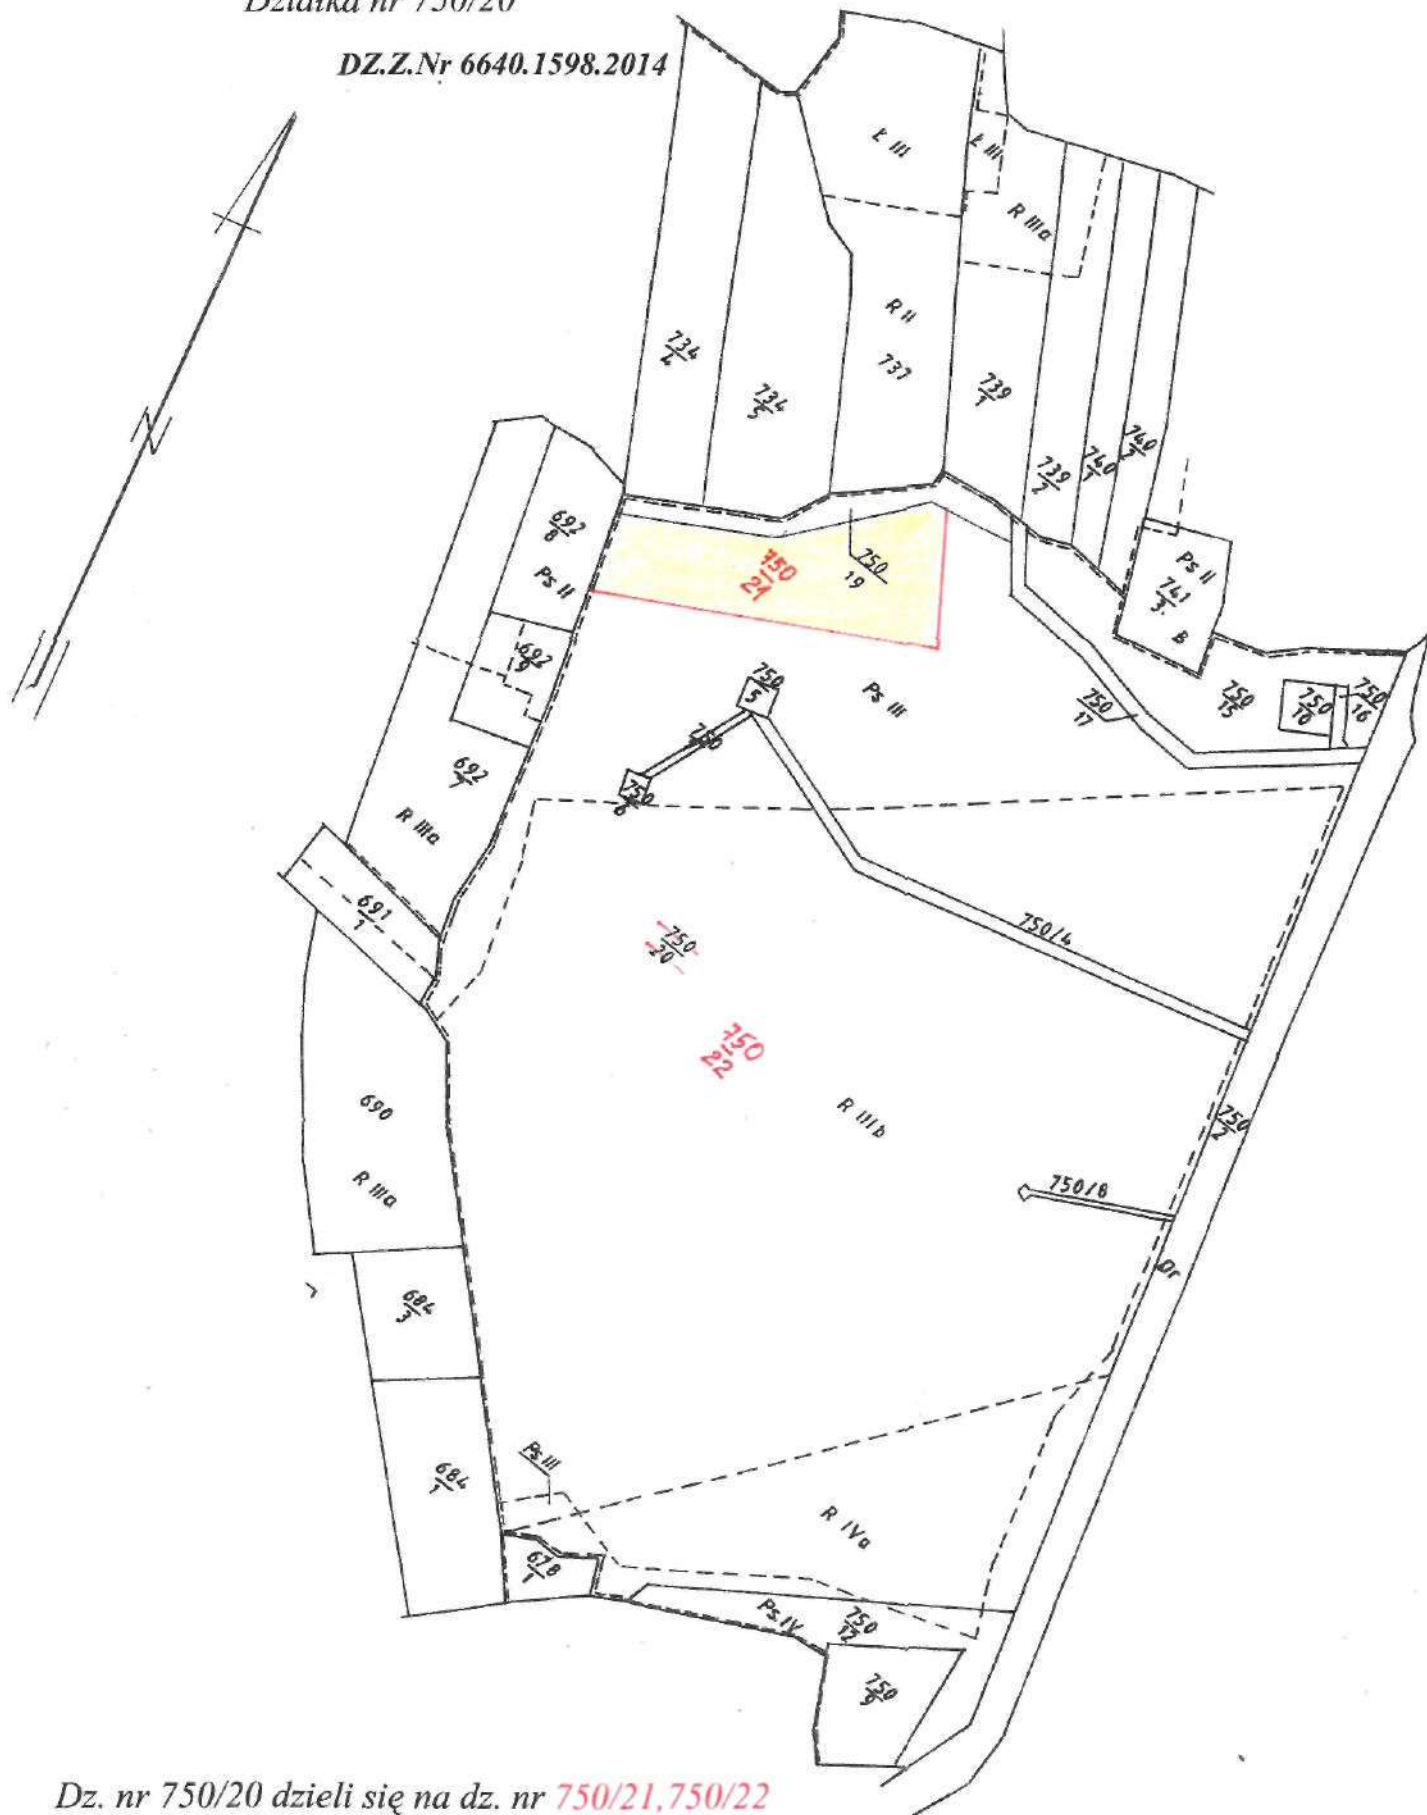 Działka nr 750/20
DZ.Z.Nr 6640.1598.2014
Ł III
Ł III
R IIIa
R II
734/4
734/5
737
739/1
739/2
740/1
740/2
692/8
Ps II
750/21
750/19
Ps II
741/3
B
692/9
750/5
Ps III
750/17
750/15
750/10
750/16
750
750/6
692/7
R IIIa
691/1
750/20
750/4
750/22
690
R IIIb
750/2
R IIIa
750/8
Dr
684/3
Ps III
684/1
R IVa
678/1
Ps.IV
750/12
750/9
Dz. nr 750/20 dzieli się na dz. nr 750/21,750/22